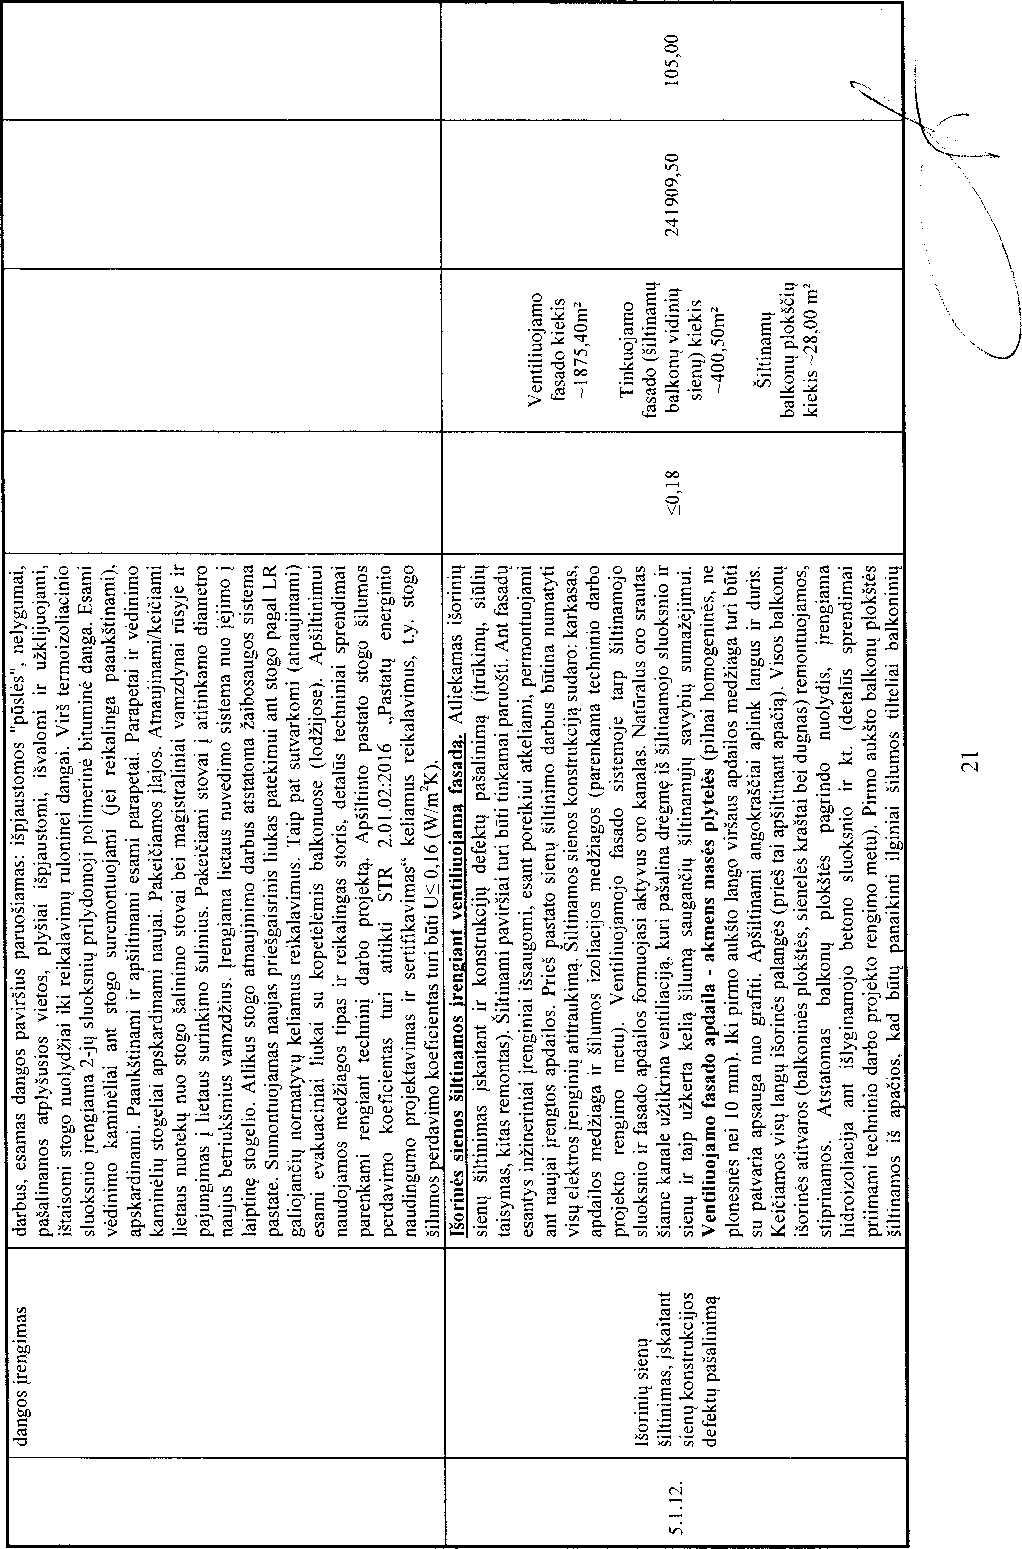 dangos įrengimas
darbus, esamas dangos paviršius paruošiamas: išpjaustomos "pūslės", nelygumai,
pašalinamos atplyšusios vietos, plyšiai išpjaustomi, išvalomi ir užklijuojami,
ištaisomi stogo nuolydžiai iki reikalavimų ruloninei dangai. Virš termoizoliacinio
sluoksnio įrengiama 2-jų sluoksnių prilydomoji polimerinė bituminė danga. Esami
vėdinimo kaminėliai ant stogo suremontuojami (jei reikalinga paaukštinami),
apskardinami. Paaukštinami ir apšiltinami esami parapetai. Parapetai ir vėdinimo
kaminėlių stogeliai apskardinami naujai. Pakeičiamos įlajos. Atnaujinami/keičiami
lietaus nuotekų nuo stogo šalinimo stovai bei magistraliniai vamzdynai rūsyje ir
pajungimas į lietaus surinkimo šulinius. Pakeičiami stovai į atitinkamo diametro
naujus betriukšmius vamzdžius. Įrengiama lietaus nuvedimo sistema nuo įėjimo į
laiptinę stogelio. Atlikus stogo atnaujinimo darbus atstatoma žaibosaugos sistema
pastate. Sumontuojamas naujas priešgaisrinis liukas patekimui ant stogo pagal LR
galiojančių normatyvų keliamus reikalavimus. Taip pat sutvarkomi (atnaujinami)
esami evakuaciniai liukai su kopetėlėmis balkonuose (lodžijose). Apšiltinimui
naudojamos medžiagos tipas ir reikalingas storis, detalūs techniniai sprendimai
parenkami rengiant techninį darbo projektą. Apšiltinto pastato stogo šilumos
perdavimo koeficientas turi atitikti STR 2.01.02:2016 „Pastatų energinio
naudingumo projektavimas ir sertifikavimas“ keliamus reikalavimus, t.y. stogo
šilumos perdavimo koeficientas turi būti U≤ 0,16 (W/m²K).
5.1.12.
Išorinių sienų
šiltinimas, įskaitant
sienų konstrukcijos
defektų pašalinimą
Išorinės sienos šiltinamos įrengiant ventiliuojamą fasadą. Atliekamas išorinių
sienų šiltinimas įskaitant ir konstrukcijų defektų pašalinimą (įtrūkimų, siūlių
taisymas, kitas remontas). Šiltinami paviršiai turi būti tinkamai paruošti. Ant fasadų
esantys inžineriniai įrenginiai išsaugomi, esant poreikiui atkeliami, permontuojami
ant naujai įrengtos apdailos. Prieš pastato sienų šiltinimo darbus būtina numatyti
visų elektros įrenginių atitraukimą. Šiltinamos sienos konstrukciją sudaro: karkasas,
apdailos medžiaga ir šilumos izoliacijos medžiagos (parenkama techninio darbo
projekto rengimo metu). Ventiliuojamojo fasado sistemoje tarp šiltinamojo
sluoksnio ir fasado apdailos formuojasi aktyvus oro kanalas. Natūralus oro srautas
šiame kanale užtikrina ventiliaciją, kuri pašalina drėgmę iš šiltinamojo sluoksnio ir
sienų ir taip užkerta kelią šilumą saugančių šiltinamųjų savybių sumažėjimui.
Ventiliuojamo fasado apdaila - akmens masės plytelės (pilnai homogeninės, ne
plonesnes nei 10 mm). Iki pirmo aukšto lango viršaus apdailos medžiaga turi būti
su patvaria apsauga nuo grafiti. Apšiltinami angokraščiai aplink langus ir duris.
Keičiamos visų langų išorinės palangės (prieš tai apšiltinant apačią). Visos balkonų
išorinės atitvaros (balkoninės plokštės, sienelės kraštai bei dugnas) remontuojamos,
stiprinamos. Atstatomas balkonų plokštės pagrindo nuolydis, įrengiama
hidroizoliacija ant išlyginamojo betono sluoksnio ir kt. (detalūs sprendimai
priimami techninio darbo projekto rengimo metu). Pirmo aukšto balkonų plokštės
šiltinamos iš apačios, kad būtų panaikinti ilginiai šilumos tilteliai balkoninių
≤0,18
Ventiliuojamo
fasado kiekis
~1875,40m²
Tinkuojamo
fasado (šiltinamų
balkonų vidinių
sienų) kiekis
~400,50m²
Šiltinamų
balkonų plokščių
kiekis ~28,00 m²
241909,50
105,00
21